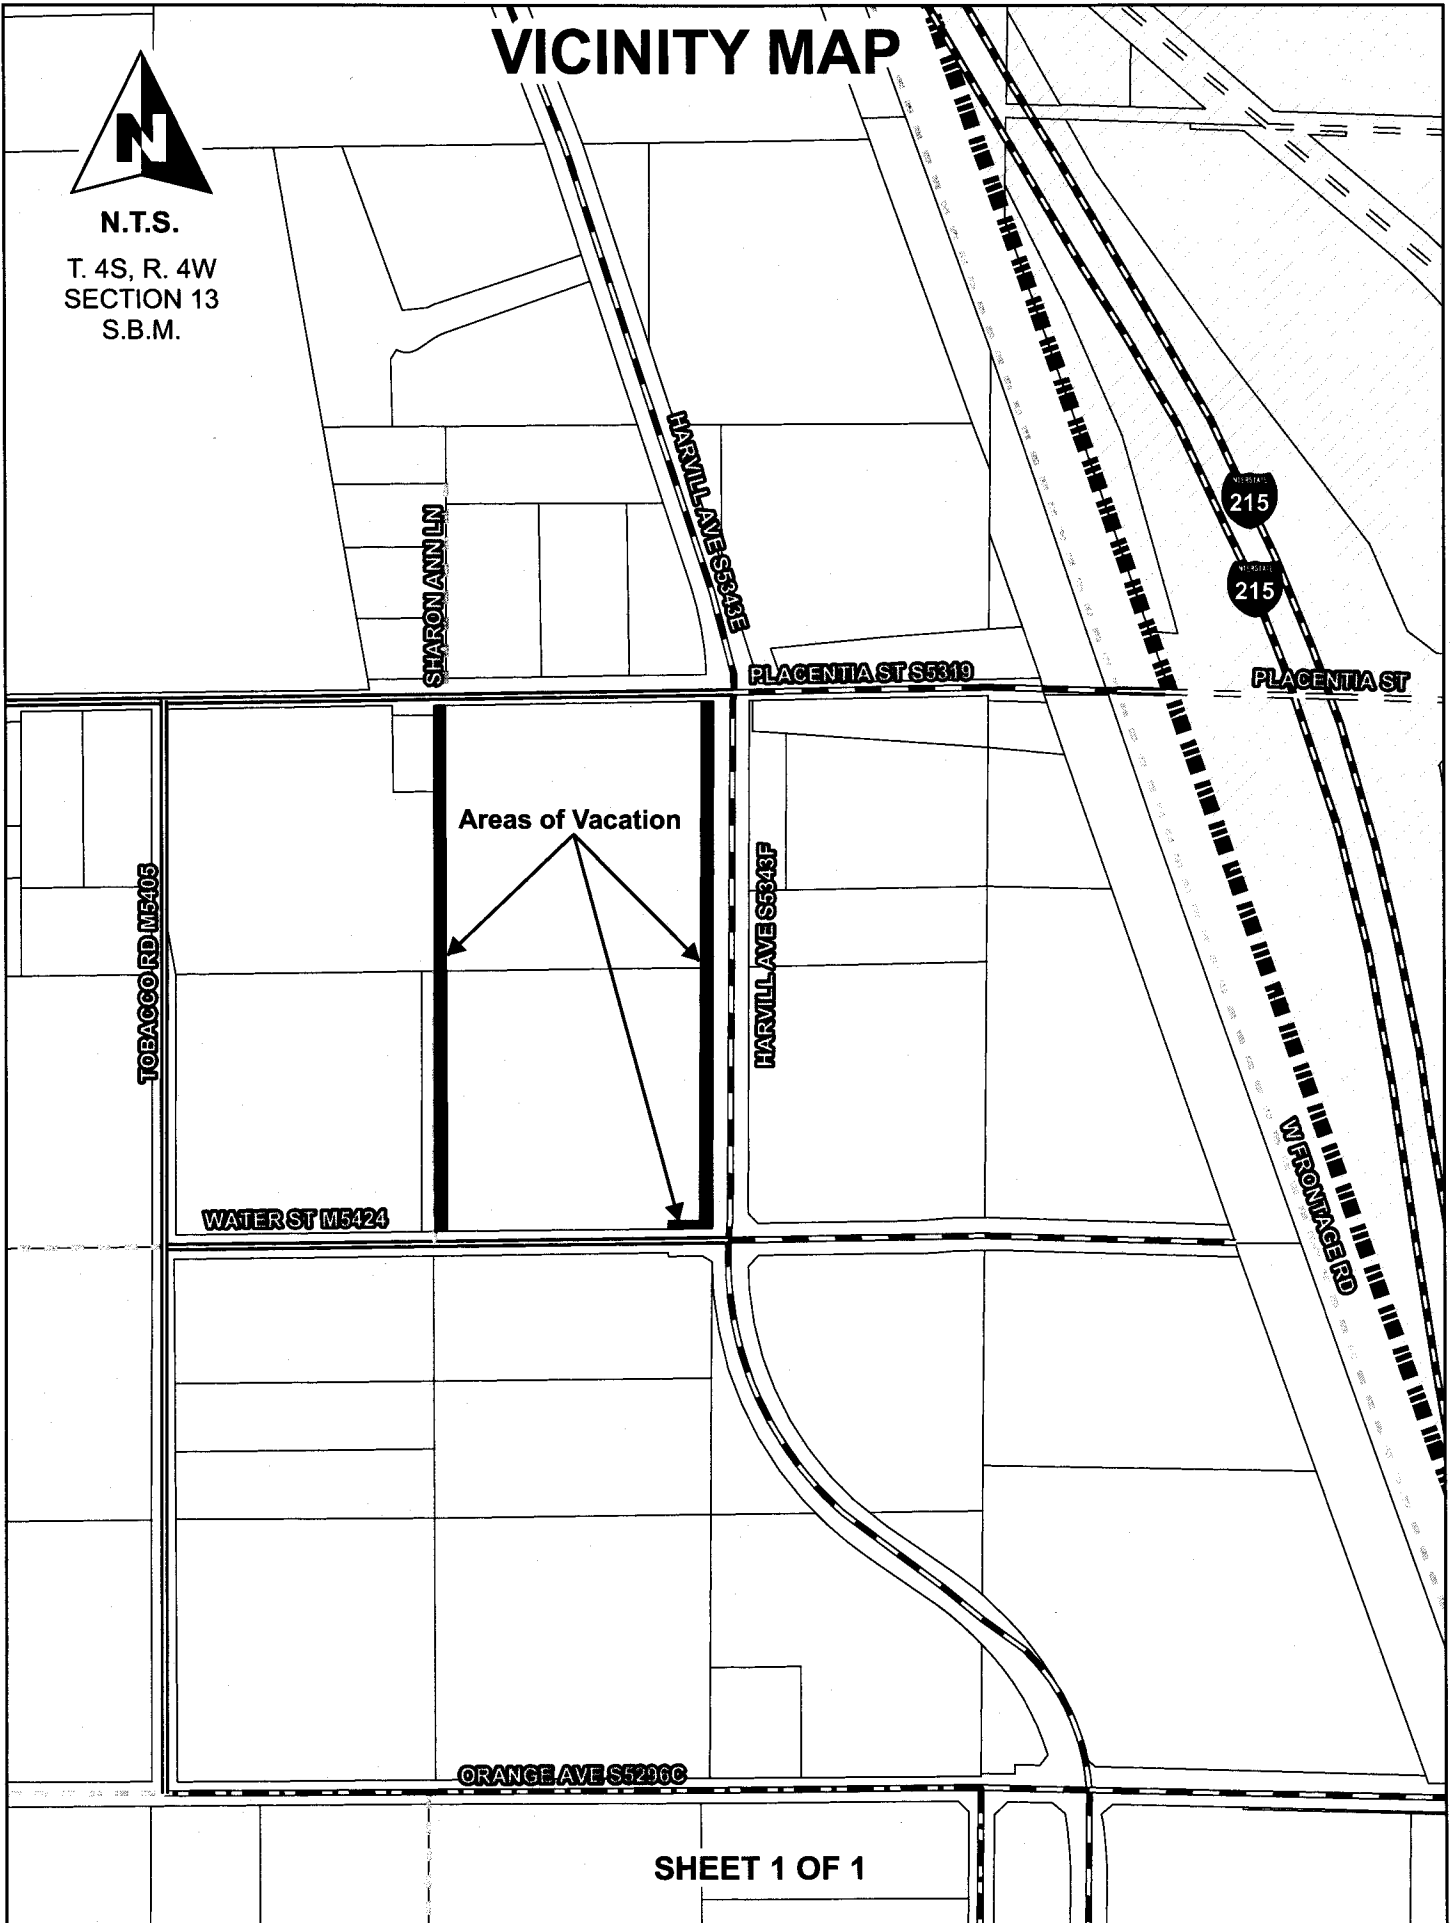 VICINITY MAP
N
N.T.S.
T. 4S, R. 4W
SECTION 13
S.B.M.
HARVILL AVE S5343E
SHARON ANN LN
INTERSTATE
215
INTERSTATE
215
PLACENTIA ST S5319
PLACENTIA ST
Areas of Vacation
TOBACCO RD M5405
HARVILL AVE S5343F
WATER ST M5424
W FRONTAGE RD
ORANGE AVE S5296C
SHEET 1 OF 1